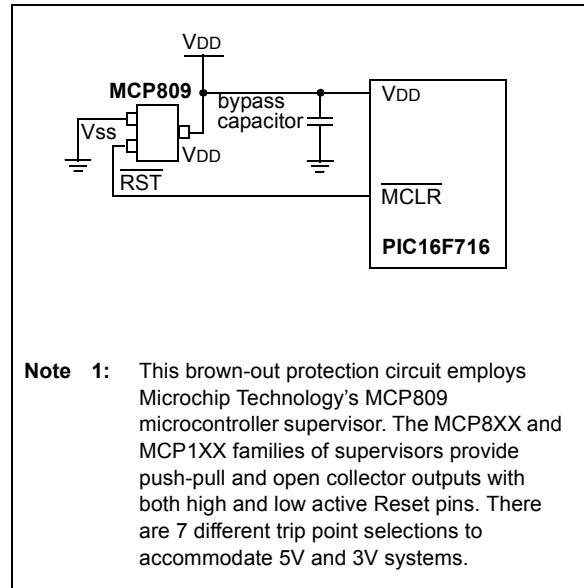 VDD
MCP809
bypass
capacitor
VDD
Vss
VDD
RST
MCLR
PIC16F716
Note 1: This brown-out protection circuit employs
Microchip Technology's MCP809
microcontroller supervisor. The MCP8XX and
MCP1XX families of supervisors provide
push-pull and open collector outputs with
both high and low active Reset pins. There
are 7 different trip point selections to
accommodate 5V and 3V systems.